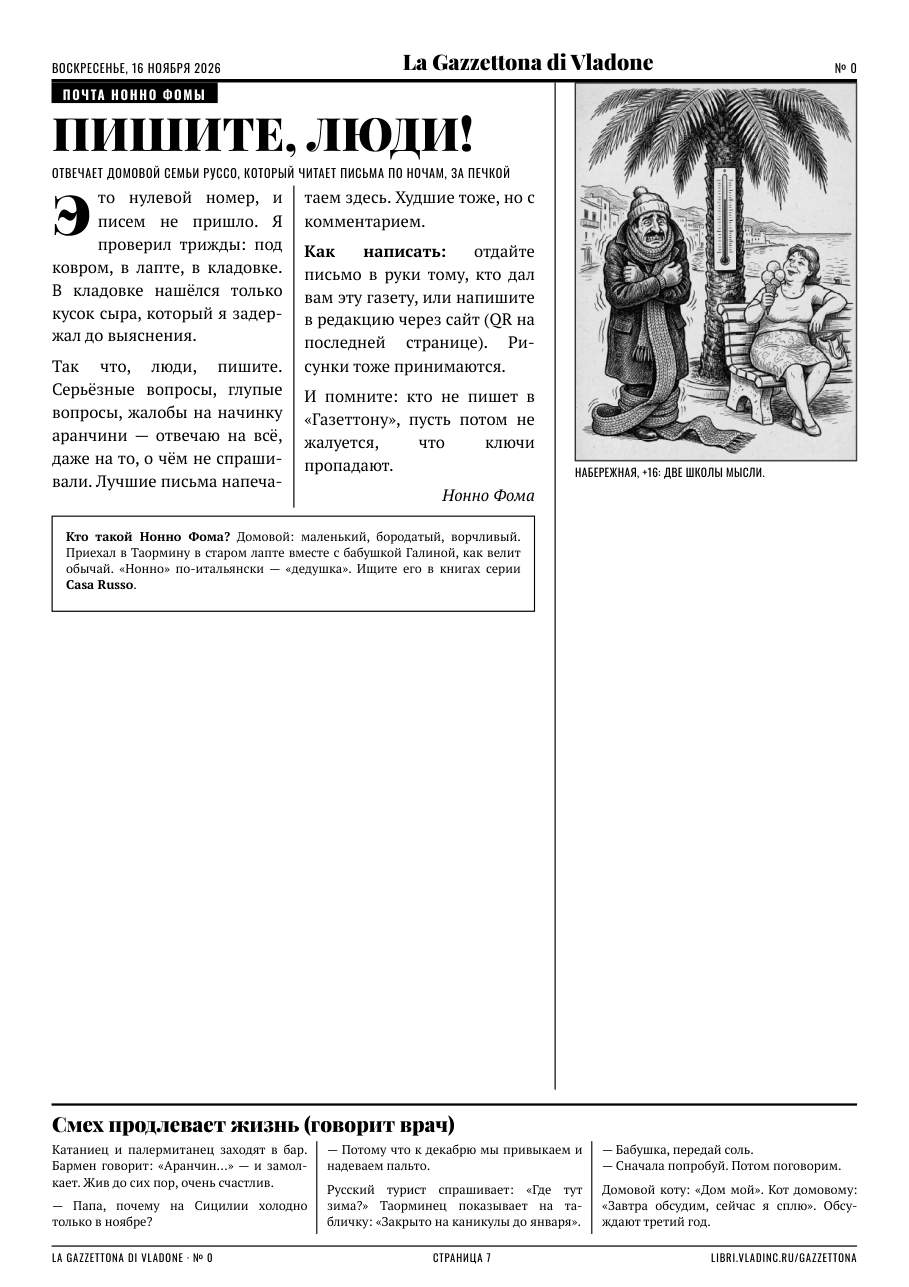 ВОСКРЕСЕНЬЕ, 16 НОЯБРЯ 2026
La Gazzettona di Vladone
№ 0
ПОЧТА НОННО ФОМЫ
ПИШИТЕ, ЛЮДИ!
ОТВЕЧАЕТ ДОМОВОЙ СЕМЬИ РУССО, КОТОРЫЙ ЧИТАЕТ ПИСЬМА ПО НОЧАМ, ЗА ПЕЧКОЙ
Это нулевой номер, и
писем не пришло. Я
проверил трижды: под
ковром, в лапте, в кладовке.
В кладовке нашёлся только
кусок сыра, который я задер-
жал до выяснения.
Так что, люди, пишите.
Серьёзные вопросы, глупые
вопросы, жалобы на начинку
аранчини — отвечаю на всё,
даже на то, о чём не спраши-
вали. Лучшие письма напеча-
таем здесь. Худшие тоже, но с
комментарием.
Как написать: отдайте
письмо в руки тому, кто дал
вам эту газету, или напишите
в редакцию через сайт (QR на
последней странице). Ри-
сунки тоже принимаются.
И помните: кто не пишет в
«Газеттону», пусть потом не
жалуется, что ключи
пропадают.
Нонно Фома
Кто такой Нонно Фома? Домовой: маленький, бородатый, ворчливый.
Приехал в Таормину в старом лапте вместе с бабушкой Галиной, как велит
обычай. «Нонно» по-итальянски — «дедушка». Ищите его в книгах серии
Casa Russo.
НАБЕРЕЖНАЯ, +16: ДВЕ ШКОЛЫ МЫСЛИ.
Смех продлевает жизнь (говорит врач)
Катаниец и палермитанец заходят в бар.
Бармен говорит: «Аранчин…» — и замол-
кает. Жив до сих пор, очень счастлив.
— Папа, почему на Сицилии холодно
только в ноябре?
— Потому что к декабрю мы привыкаем и
надеваем пальто.
Русский турист спрашивает: «Где тут
зима?» Таорминец показывает на та-
бличку: «Закрыто на каникулы до января».
— Бабушка, передай соль.
— Сначала попробуй. Потом поговорим.
Домовой коту: «Дом мой». Кот домовому:
«Завтра обсудим, сейчас я сплю». Обсу-
ждают третий год.
LA GAZZETTONA DI VLADONE · № 0
СТРАНИЦА 7
LIBRI.VLADINC.RU/GAZZETTONA